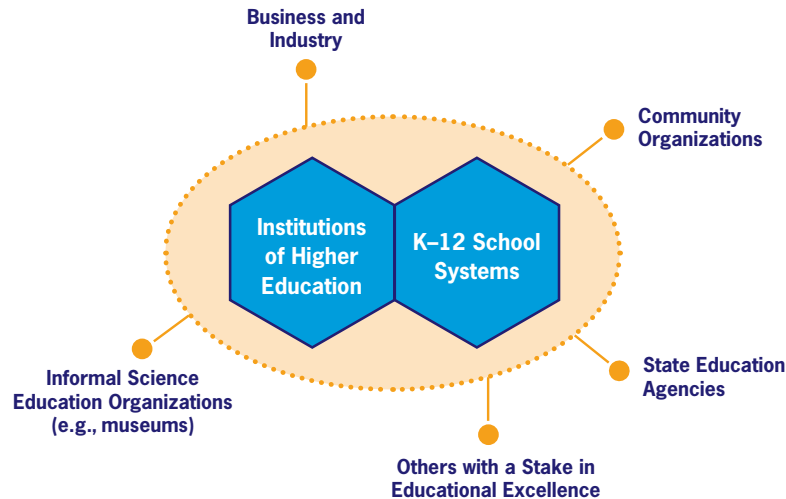 Business and
Industry
Community
Organizations
Institutions
of Higher
Education
K–12 School
Systems
State Education
Agencies
Informal Science
Education Organizations
(e.g., museums)
Others with a Stake in
Educational Excellence